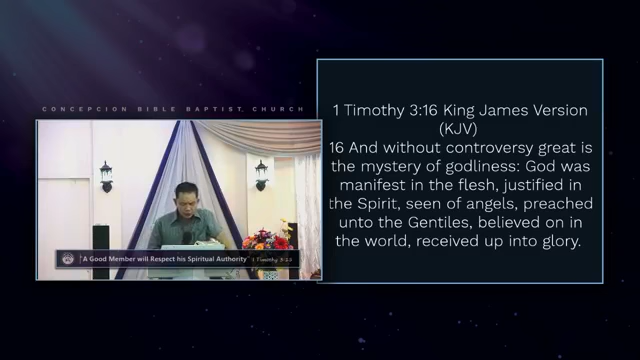 CONCEPCION BIBLE BAPTIST CHURCH
1 Timothy 3:16 King James Version
(KJV)
16 And without controversy great is
the mystery of godliness: God was
manifest in the flesh, justified in
the Spirit, seen of angels, preached
unto the Gentiles, believed on in
the world, received up into glory.
"A Good Member will Respect his Spiritual Authority" 1 Timothy